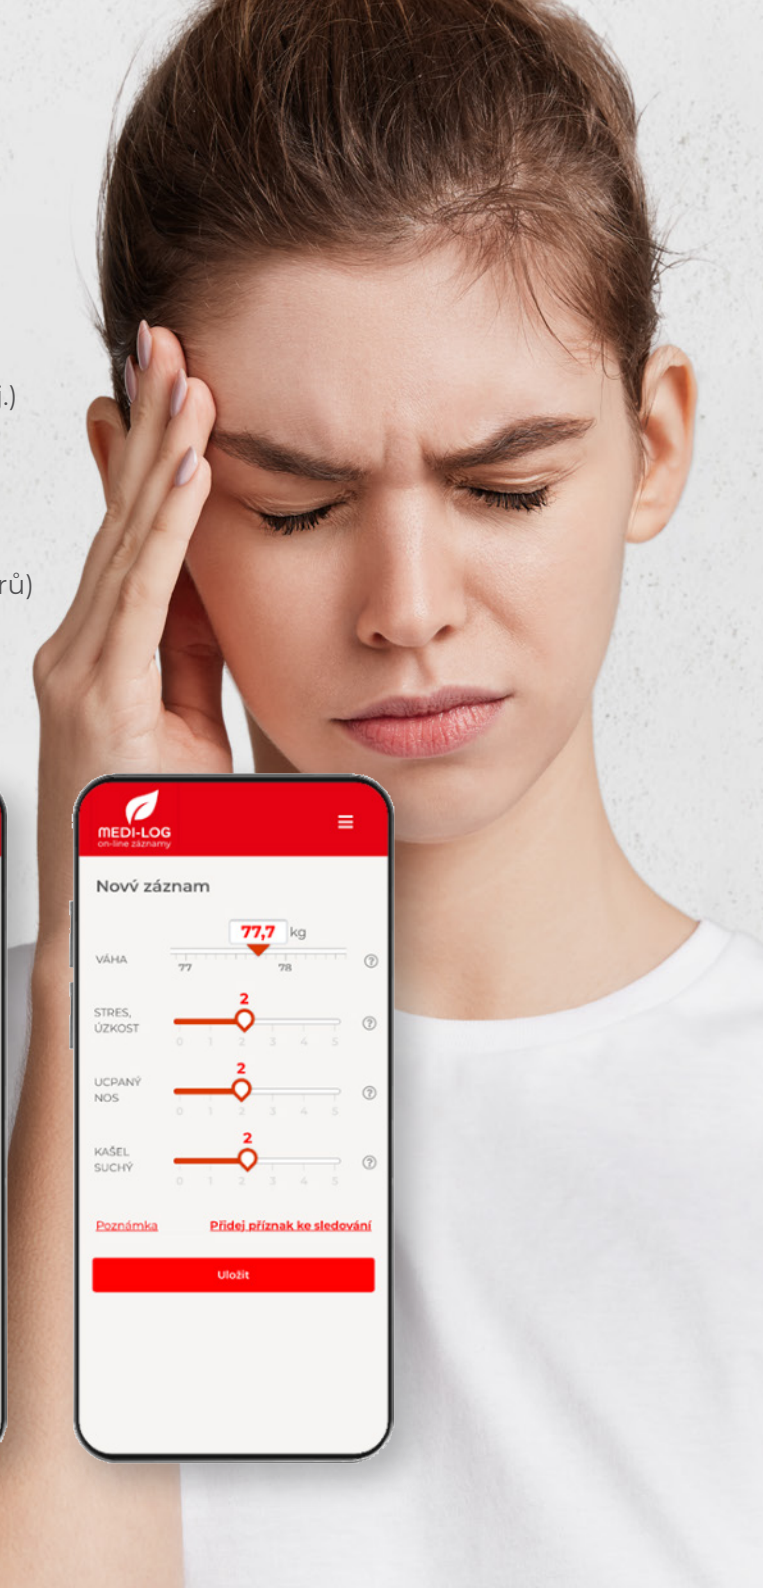 .)
rů)
MEDI-LOG
on-line záznamy
Nový záznam
77,7 kg
VÁHA
77 78
2
STRES,
ÚZKOST
0 1 2 3 4 5
2
UCPANÝ
NOS
0 1 2 3 4 5
2
KAŠEL
SUCHÝ
0 1 2 3 4 5
Poznámka Přidej příznak ke sledování
Uložit